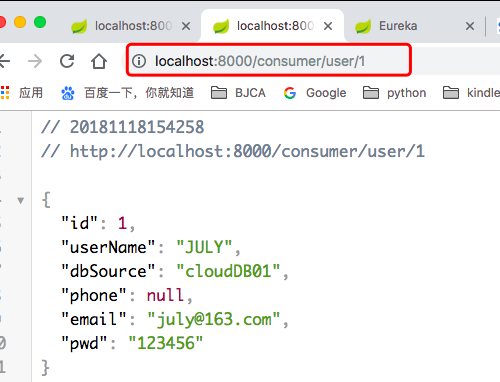 localhost:800
localhost:800
Eureka
localhost:8000/consumer/user/1
应用
百度一下，你就知道
BJCA
Google
python
kindle
// 20181118154258
// http://localhost:8000/consumer/user/1
{
"id": 1,
"userName": "JULY",
"dbSource": "cloudDB01",
"phone": null,
"email": "july@163.com",
"pwd": "123456"
}